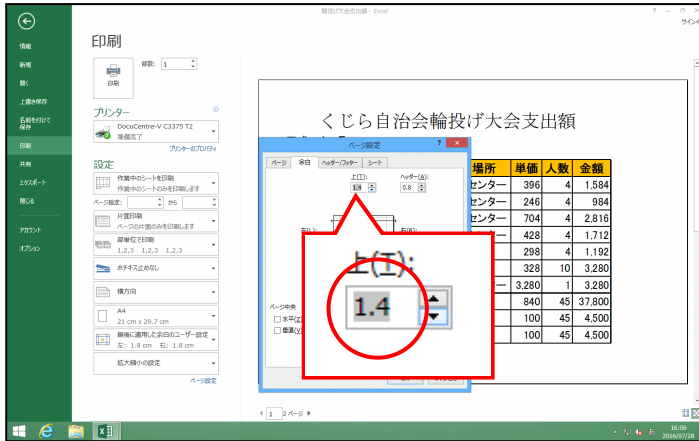 輪投げ大会支出額 - Excel
? - ×
サインイ
情報
新規
開く
上書き保存
名前を付けて
保存
印刷
共有
エクスポート
閉じる
アカウント
オプション
印刷
部数: 1
印刷
プリンター
DocuCentre-V C3375 T2
準備完了
プリンターのプロパティ
設定
作業中のシートを印刷
作業中のシートのみを印刷します
ページ指定: から
片面印刷
ページの片面のみを印刷します
部単位で印刷
1,2,3 1,2,3 1,2,3
ホチキス止めなし
横方向
A4
21 cm x 29.7 cm
最後に適用した余白のユーザー設定
左: 1.8 cm 右: 1.8 cm
拡大縮小の設定
ページ設定
くじら自治会輪投げ大会支出額
ページ設定
? ×
ページ 余白 ヘッダー/フッター シート
上(T): ヘッダー(A):
1.4 0.8
左(L): 右(R):
上(T):
1.4
ページ中央
水平(Z)
垂直(V)
場所 単価 人数 金額
センター 396 4 1,584
センター 246 4 984
センター 704 4 2,816
428 4 1,712
298 4 1,192
328 10 3,280
ー 3,280 1 3,280
840 45 37,800
100 45 4,500
100 45 4,500
1 2 ページ
あ
16:06
2016/07/28